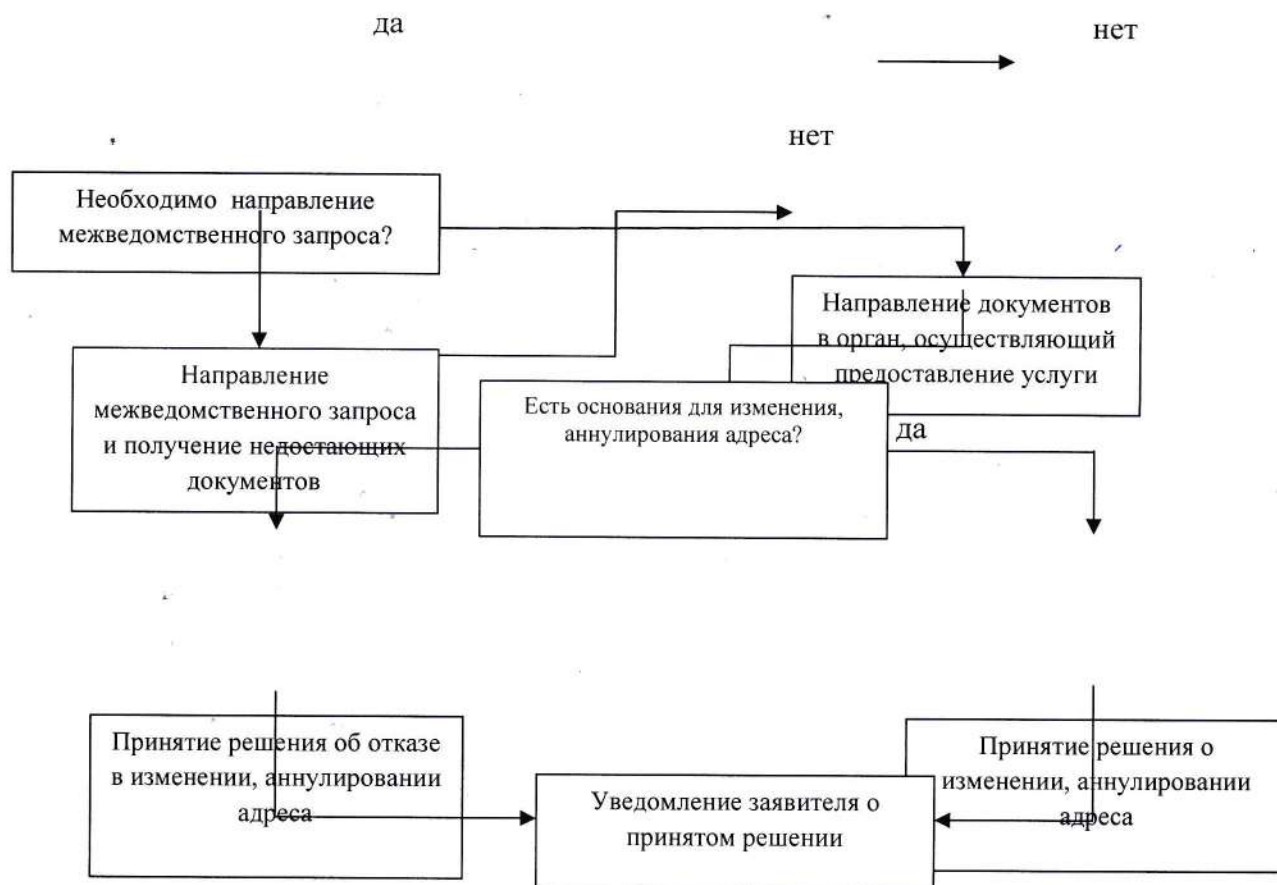 да
нет
нет
Необходимо направление
межведомственного запроса?
Направление документов
в орган, осуществляющий
предоставление услуги
Направление
межведомственного запроса
и получение недостающих
документов
Есть основания для изменения,
аннулирования адреса?
да
Принятие решения об отказе
в изменении, аннулировании
адреса
Принятие решения о
изменении, аннулировании
адреса
Уведомление заявителя о
принятом решении